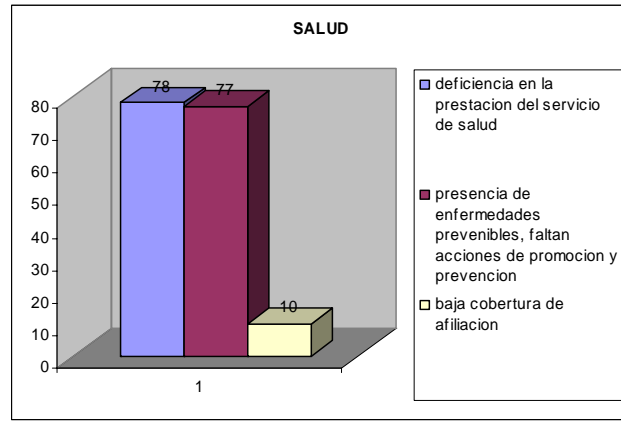 SALUD
78
77
10
80
70
60
50
40
30
20
10
0
1
deficiencia en la
prestacion del servicio
de salud
presencia de
enfermedades
prevenibles, faltan
acciones de promocion y
prevencion
baja cobertura de
afiliacion